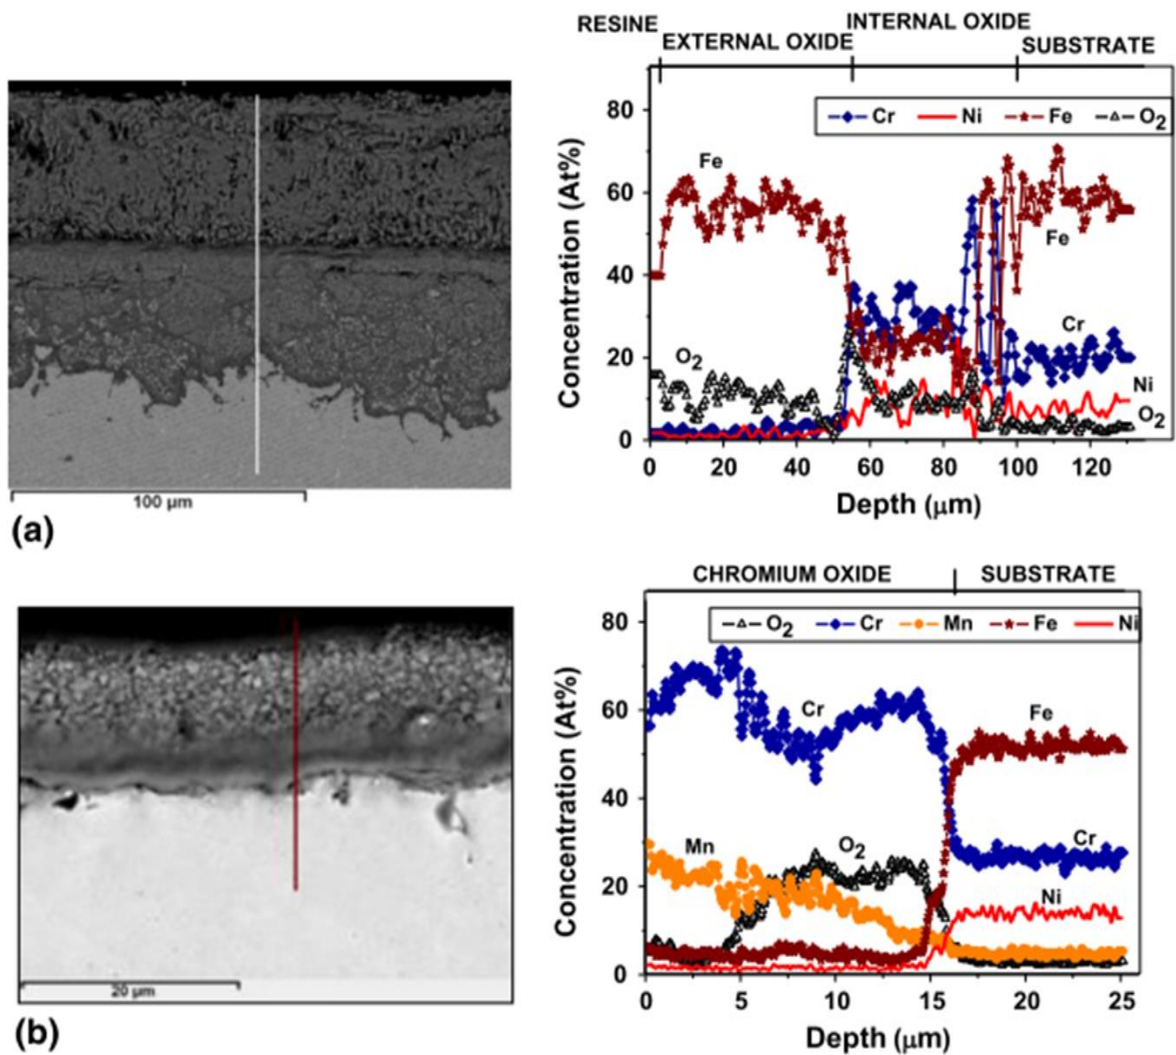 RESINE
INTERNAL OXIDE
EXTERNAL OXIDE
SUBSTRATE
Cr Ni Fe O2
80
60
40
20
0
Concentration (At%)
Fe
O2
Fe
Cr
Ni
O2
0 20 40 60 80 100 120
Depth (μm)
100 μm
(a)
CHROMIUM OXIDE SUBSTRATE
O2 Cr Mn Fe Ni
80
60
40
20
0
Concentration (At%)
Cr
Fe
Mn
O2
Cr
Ni
0 5 10 15 20 25
Depth (μm)
20 μm
(b)